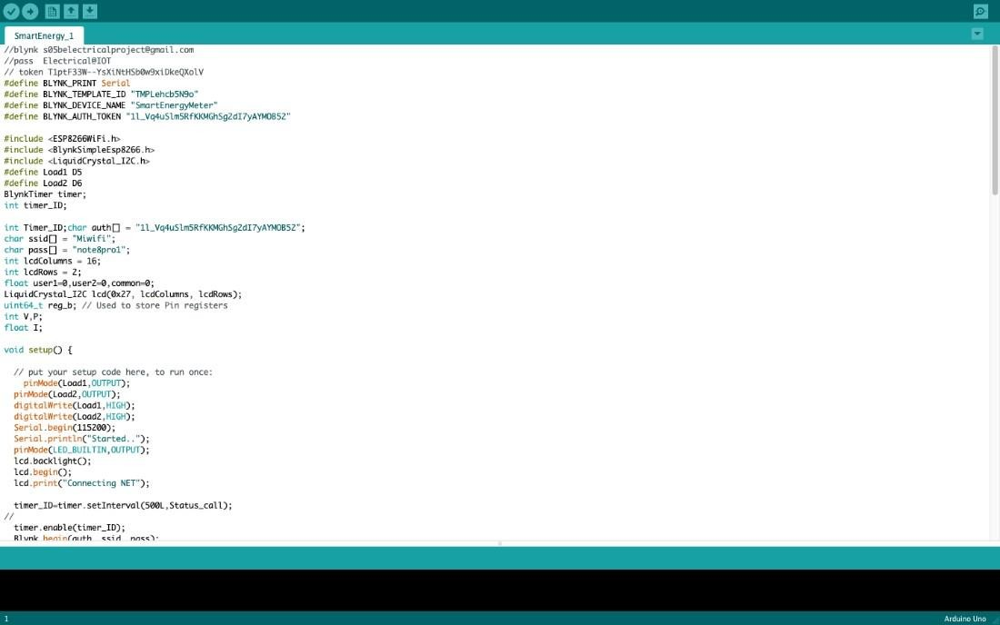 SmartEnergy_1
//blynk s05belectricalproject@gmail.com
//pass  Electrical@IOT
// token T1ptF33W--YsXiNtHSb0w9xiDkeQXolV
#define BLYNK_PRINT Serial
#define BLYNK_TEMPLATE_ID "TMPLehcb5N9o"
#define BLYNK_DEVICE_NAME "SmartEnergyMeter"
#define BLYNK_AUTH_TOKEN "1l_Vq4uSlm5RfKKMGhSg2dI7yAYMOB5Z"
#include <ESP8266WiFi.h>
#include <BlynkSimpleEsp8266.h>
#include <LiquidCrystal_I2C.h>
#define Load1 D5
#define Load2 D6
BlynkTimer timer;
int timer_ID;
int Timer_ID;char auth[] = "1l_Vq4uSlm5RfKKMGhSg2dI7yAYMOB5Z";
char ssid[] = "Miwifi";
char pass[] = "note8pro1";
int lcdColumns = 16;
int lcdRows = 2;
float user1=0,user2=0,common=0;
LiquidCrystal_I2C lcd(0x27, lcdColumns, lcdRows);
uint64_t reg_b; // Used to store Pin registers
int V,P;
float I;
void setup() {
// put your setup code here, to run once:
pinMode(Load1,OUTPUT);
pinMode(Load2,OUTPUT);
digitalWrite(Load1,HIGH);
digitalWrite(Load2,HIGH);
Serial.begin(115200);
Serial.println("Started..");
pinMode(LED_BUILTIN,OUTPUT);
lcd.backlight();
lcd.begin();
lcd.print("Connecting NET");
timer_ID=timer.setInterval(500L,Status_call);
//
timer.enable(timer_ID);
Blynk.begin(auth, ssid, pass);
1
Arduino Uno